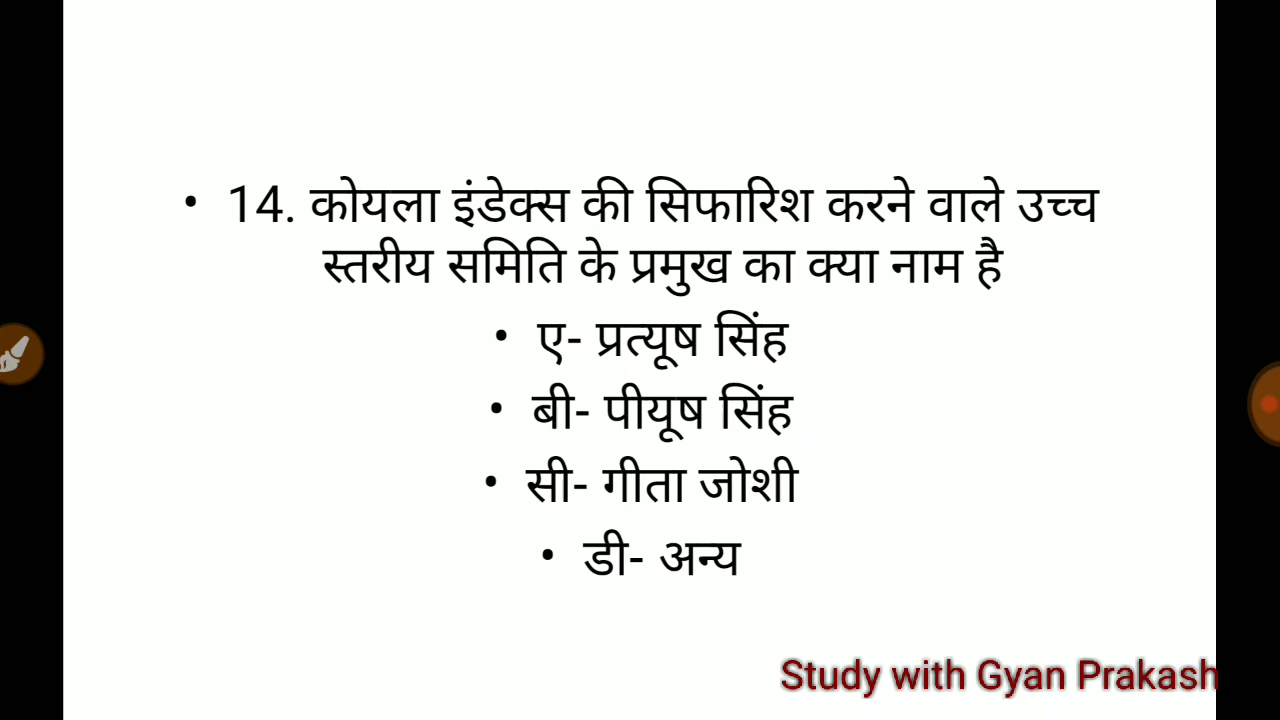 • 14. कोयला इंडेक्स की सिफारिश करने वाले उच्च
स्तरीय समिति के प्रमुख का क्या नाम है
• ए- प्रत्यूष सिंह
• बी- पीयूष सिंह
• सी- गीता जोशी
• डी- अन्य
Study with Gyan Prakash